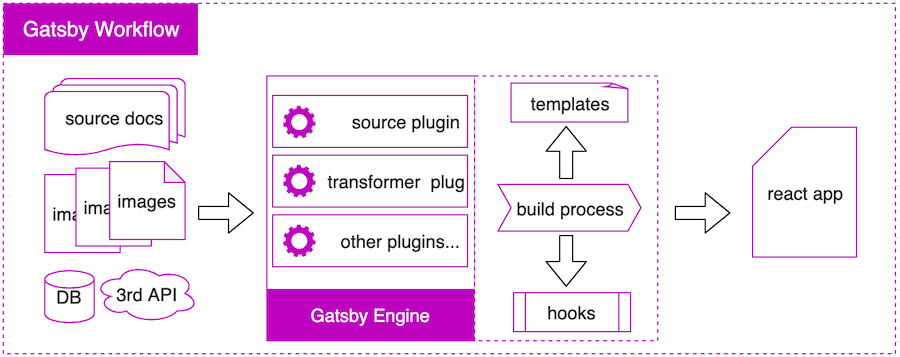 Gatsby Workflow
source docs
ima
ima
images
DB
3rd API
source plugin
transformer plug
other plugins...
Gatsby Engine
templates
build process
hooks
react app